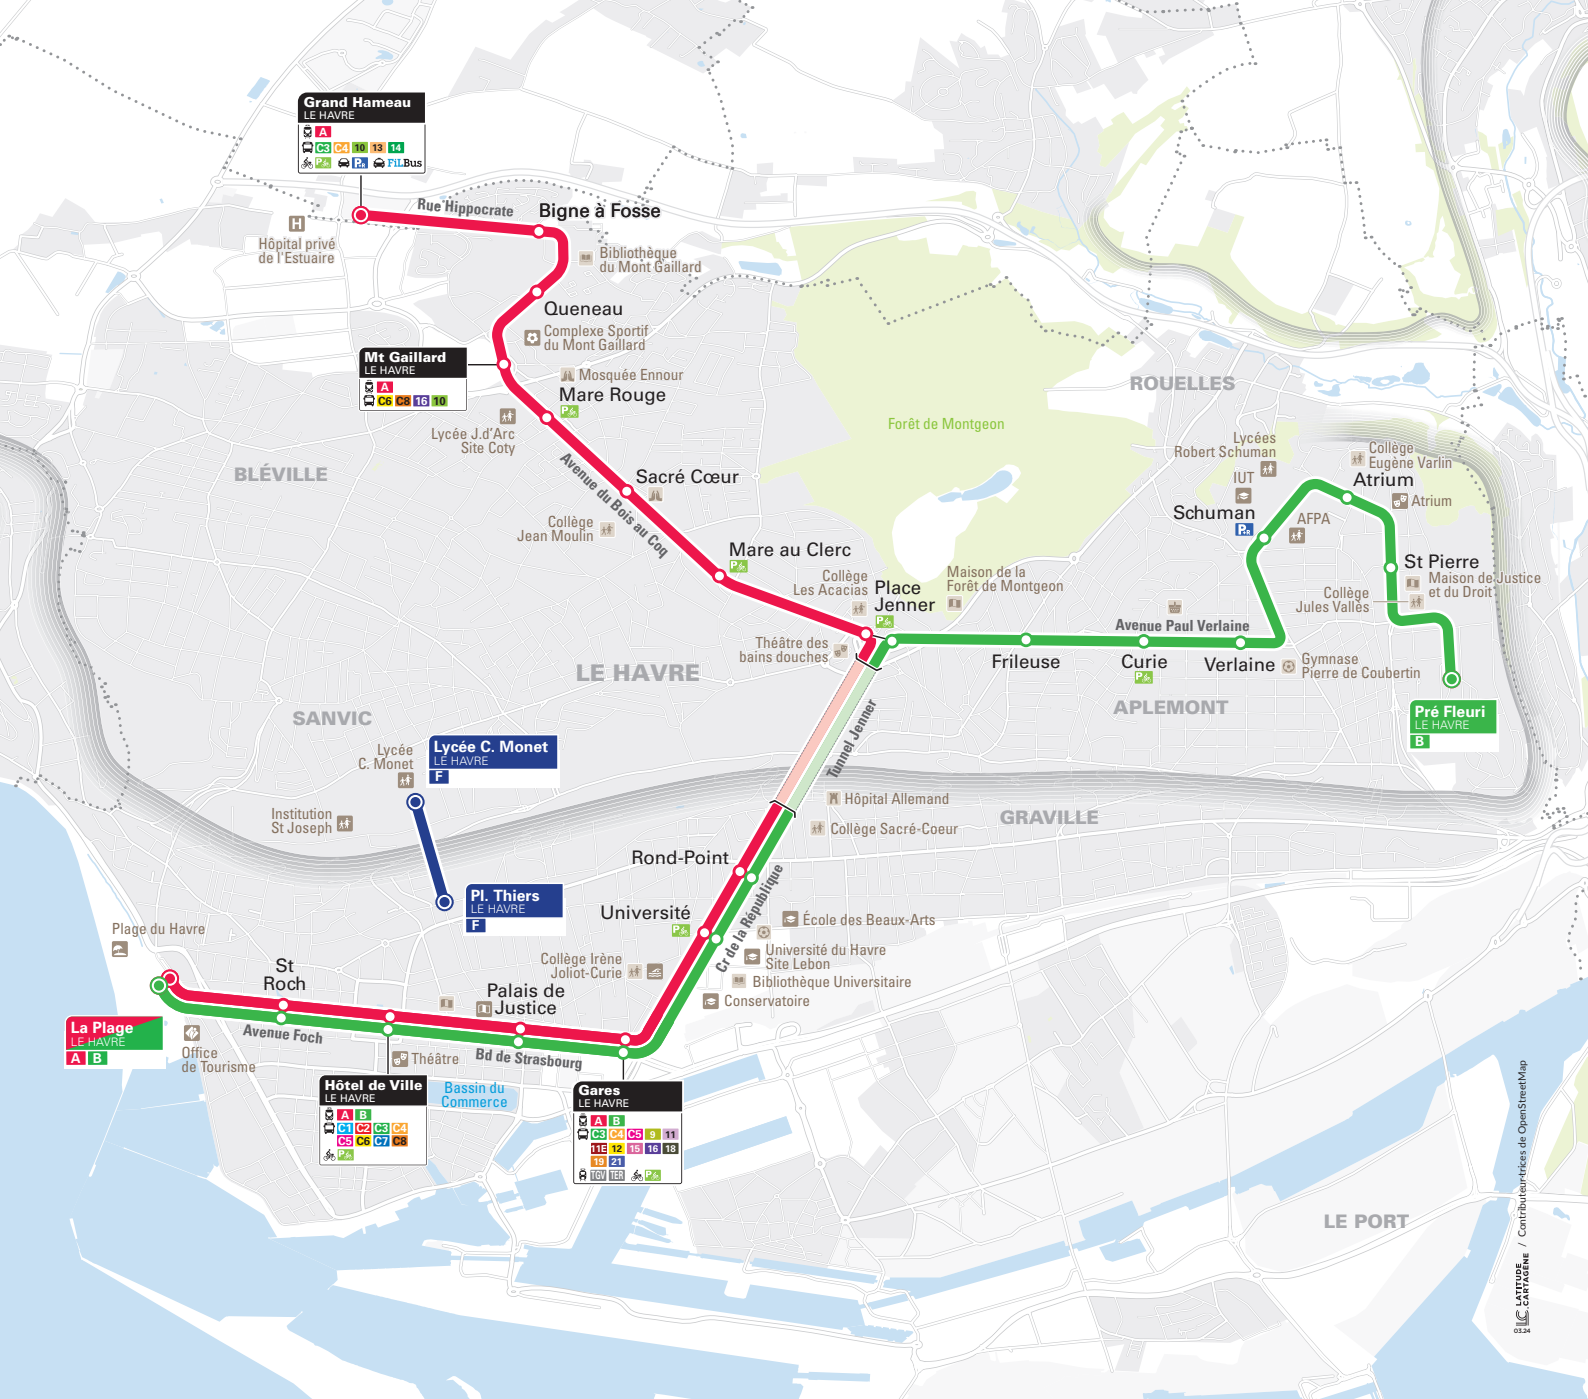 Grand Hameau
LE HAVRE
A
C3 C4 10 13 14
P P+R FiLBus
Rue Hippocrate
Bigne à Fosse
H
Hôpital privé
de l'Estuaire
Bibliothèque
du Mont Gaillard
Queneau
Complexe Sportif
du Mont Gaillard
Mt Gaillard
LE HAVRE
A
C6 C8 16 10
Mosquée Ennour
Mare Rouge
P
Lycée J.d'Arc
Site Coty
BLÉVILLE
Avenue du Bois au Coq
Sacré Cœur
Collège
Jean Moulin
Mare au Clerc
P
Forêt de Montgeon
ROUELLES
Lycées
Robert Schuman
IUT
Schuman
P+R
AFPA
Collège
Eugène Varlin
Atrium
Atrium
St Pierre
Maison de Justice
et du Droit
Collège
Jules Vallès
Collège
Les Acacias
Place
Jenner
P
Maison de la
Forêt de Montgeon
Théâtre des
bains douches
Avenue Paul Verlaine
Frileuse
Curie
P
Verlaine
Gymnase
Pierre de Coubertin
LE HAVRE
SANVIC
APLEMONT
Pré Fleuri
LE HAVRE
B
Tunnel Jenner
Lycée
C. Monet
Lycée C. Monet
LE HAVRE
F
Institution
St Joseph
Hôpital Allemand
Collège Sacré-Coeur
GRAVILLE
Rond-Point
Pl. Thiers
LE HAVRE
F
Université
P
Cr de la République
École des Beaux-Arts
Université du Havre
Site Lebon
Bibliothèque Universitaire
Conservatoire
Plage du Havre
St
Roch
Collège Irène
Joliot-Curie
Palais de
Justice
La Plage
LE HAVRE
A B
Avenue Foch
Office
de Tourisme
Théâtre
Bd de Strasbourg
Hôtel de Ville
LE HAVRE
A B
C1 C2 C3 C4
C5 C6 C7 C8
P
Bassin du
Commerce
Gares
LE HAVRE
A B
C3 C4 C5 9 11
11E 12 15 16 18
19 21
TGV TER P
LE PORT
LC LATITUDE
.CARTAGÈNE / Contributeur·trices de OpenStreetMap
03.24